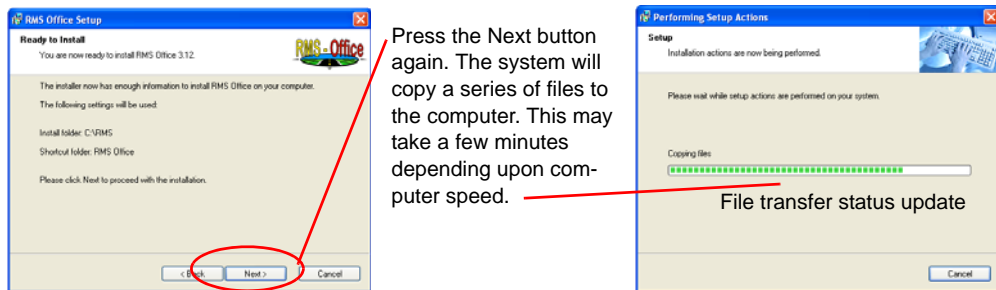 RMS Office Setup
Ready to Install
You are now ready to install RMS Office 3.12.
RMS-Office
The installer now has enough information to install RMS Office on your computer.
The following settings will be used:
Install folder: C:\RMS
Shortcut folder: RMS Office
Please click Next to proceed with the installation.
< Back
Next >
Cancel
Press the Next button
again. The system will
copy a series of files to
the computer. This may
take a few minutes
depending upon com-
puter speed.
Performing Setup Actions
Setup
Installation actions are now being performed.
Please wait while setup actions are performed on your system.
Copying files
File transfer status update
Cancel